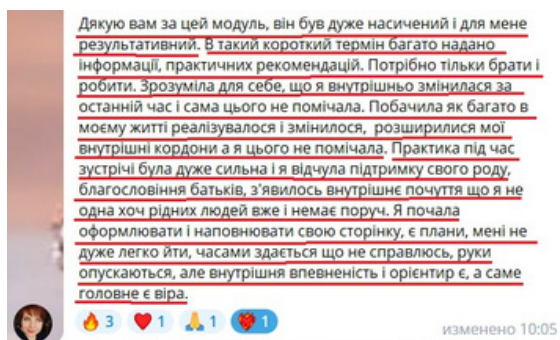 Дякую вам за цей модуль, він був дуже насичений і для мене
результативний. В такий короткий термін багато надано
інформації, практичних рекомендацій. Потрібно тільки брати і
робити. Зрозуміла для себе, що я внутрішньо змінилася за
останній час і сама цього не помічала. Побачила як багато в
моєму житті реалізувалося і змінилося, розширилися мої
внутрішні кордони а я цього не помічала. Практика під час
зустрічі була дуже сильна і я відчула підтримку свого роду,
благословіння батьків, з'явилось внутрішнє почуття що я не
одна хоч рідних людей вже і немає поруч. Я почала
оформлювати і наповнювати свою сторінку, є плани, мені не
дуже легко йти, часами здається що не справлюсь, руки
опускаються, але внутрішня впевненість і орієнтир є, а саме
головне є віра.
3 1 1 1
изменено 10:05